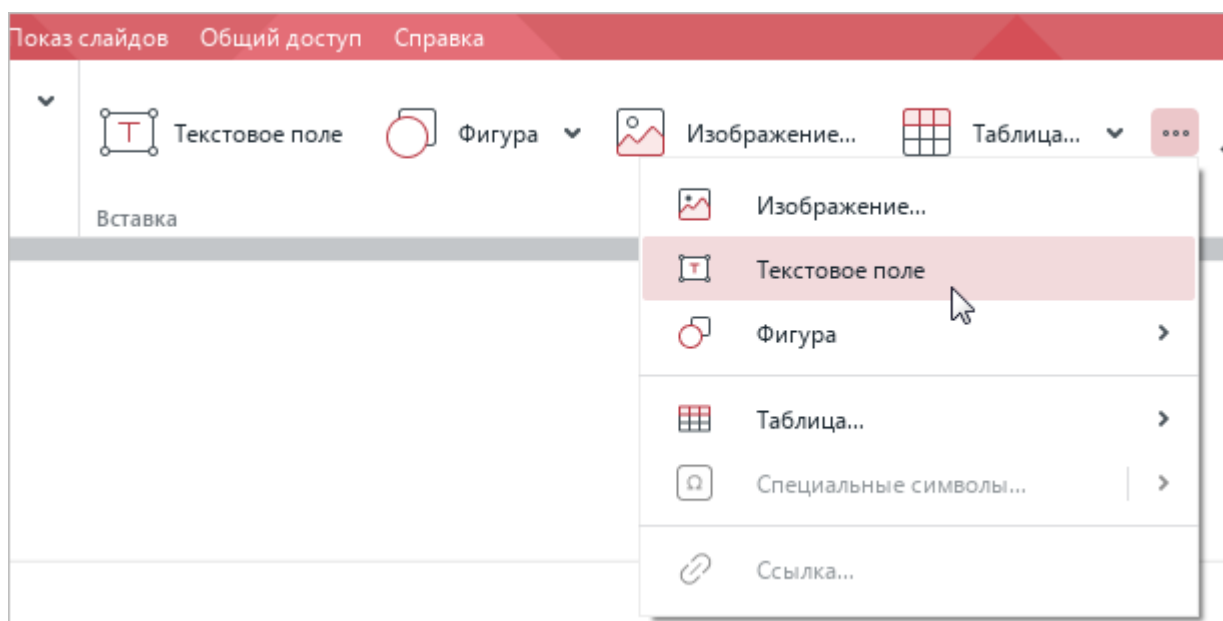 Показ слайдов Общий доступ Справка
Текстовое поле Фигура Изображение... Таблица...
Вставка
Изображение...
Текстовое поле
Фигура
Таблица...
Специальные символы...
Ссылка...